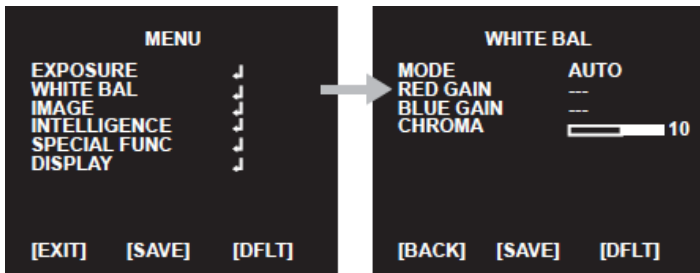 MENU
EXPOSURE ↲
WHITE BAL ↲
IMAGE ↲
INTELLIGENCE ↲
SPECIAL FUNC ↲
DISPLAY ↲
[EXIT] [SAVE] [DFLT]
WHITE BAL
MODE AUTO
RED GAIN ---
BLUE GAIN ---
CHROMA 10
[BACK] [SAVE] [DFLT]